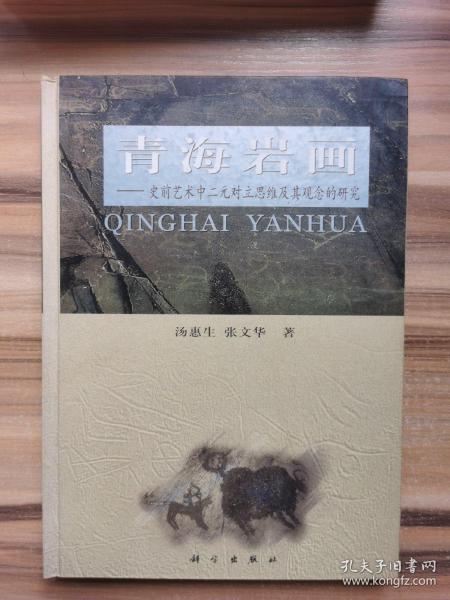 青海岩画
——史前艺术中二元对立思维及其观念的研究
QINGHAI YANHUA
汤惠生 张文华 著
科学出版社
孔夫子旧书网
www.kongfz.com